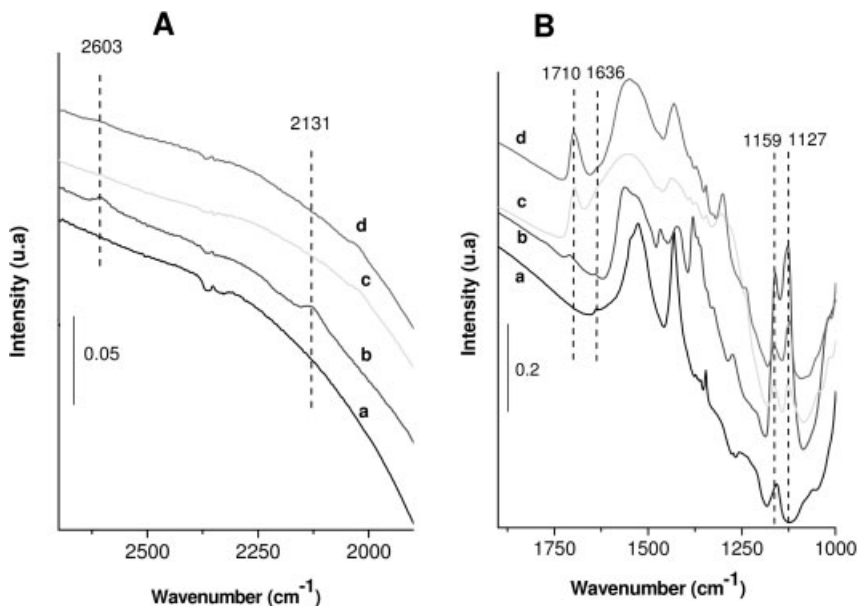 A
2603
2131
d
c
b
a
0.05
Intensity (u.a)
2500
2250
2000
Wavenumber (cm⁻¹)
B
1710 1636
1159 1127
d
c
b
a
0.2
Intensity (u.a)
1750
1500
1250
1000
Wavenumber (cm⁻¹)